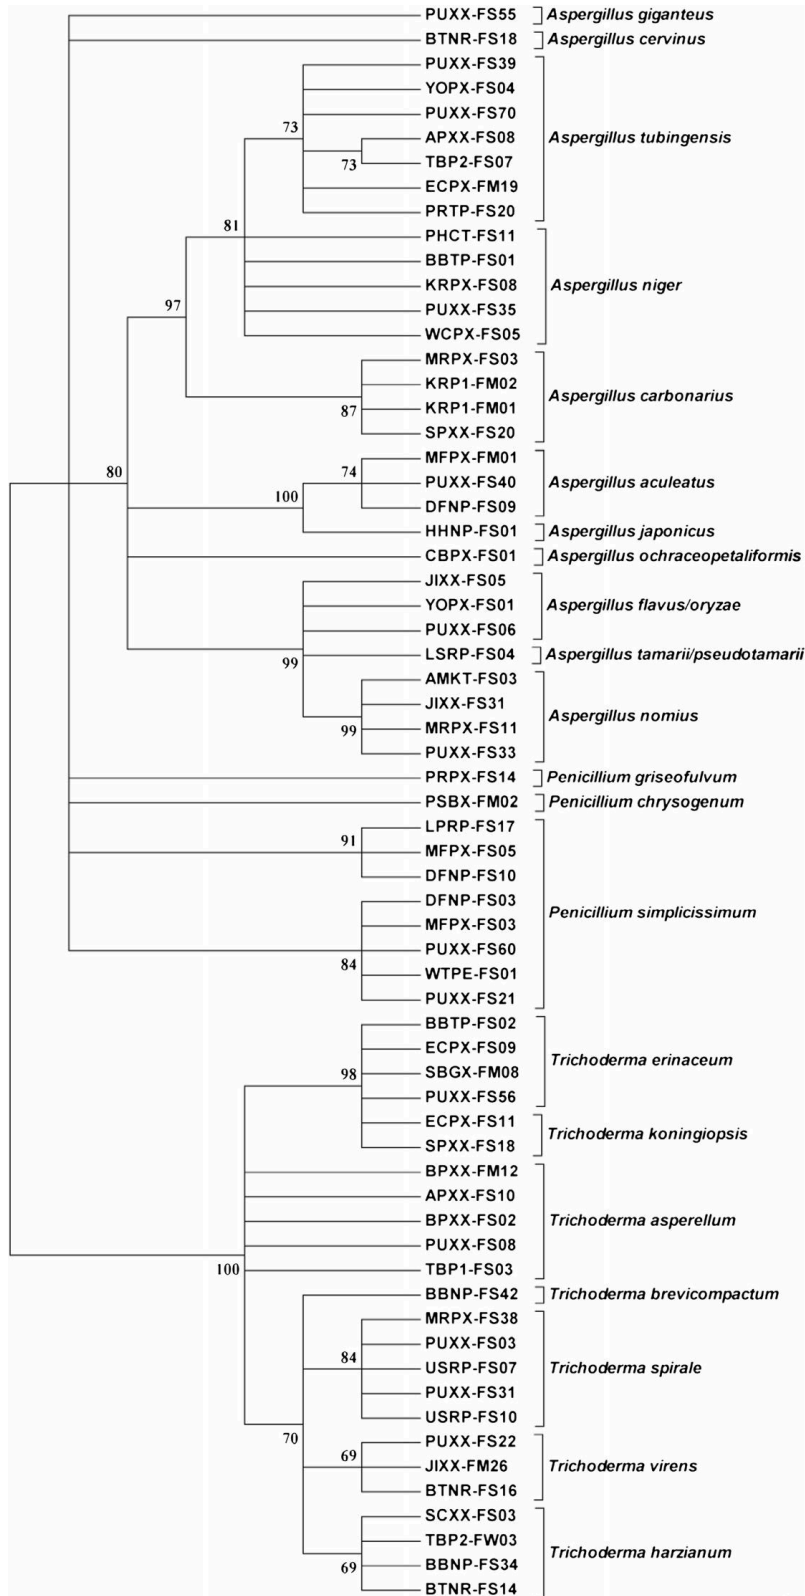 PUXX-FS55 Aspergillus giganteus
BTNR-FS18 Aspergillus cervinus
PUXX-FS39
YOPX-FS04
PUXX-FS70
73
APXX-FS08 Aspergillus tubingensis
73
TBP2-FS07
ECPX-FM19
PRTP-FS20
81
PHCT-FS11
BBTP-FS01
KRPX-FS08 Aspergillus niger
97
PUXX-FS35
WCPX-FS05
MRPX-FS03
KRP1-FM02
Aspergillus carbonarius
87
KRP1-FM01
SPXX-FS20
MFPX-FM01
80
74
PUXX-FS40 Aspergillus aculeatus
100
DFNP-FS09
HHNP-FS01 Aspergillus japonicus
CBPX-FS01 Aspergillus ochraceopetaliformis
JIXX-FS05
YOPX-FS01 Aspergillus flavus/oryzae
PUXX-FS06
99
LSRP-FS04 Aspergillus tamarii/pseudotamarii
AMKT-FS03
JIXX-FS31
Aspergillus nomius
99
MRPX-FS11
PUXX-FS33
PRPX-FS14 Penicillium griseofulvum
PSBX-FM02 Penicillium chrysogenum
LPRP-FS17
91
MFPX-FS05
DFNP-FS10
DFNP-FS03
Penicillium simplicissimum
MFPX-FS03
PUXX-FS60
84
WTPE-FS01
PUXX-FS21
BBTP-FS02
ECPX-FS09
Trichoderma erinaceum
98
SBGX-FM08
PUXX-FS56
ECPX-FS11
Trichoderma koningiopsis
SPXX-FS18
BPXX-FM12
APXX-FS10
BPXX-FS02 Trichoderma asperellum
PUXX-FS08
100
TBP1-FS03
BBNP-FS42 Trichoderma brevicompactum
MRPX-FS38
PUXX-FS03
84
USRP-FS07 Trichoderma spirale
PUXX-FS31
USRP-FS10
70
PUXX-FS22
69
JIXX-FM26 Trichoderma virens
BTNR-FS16
SCXX-FS03
TBP2-FW03
Trichoderma harzianum
69
BBNP-FS34
BTNR-FS14